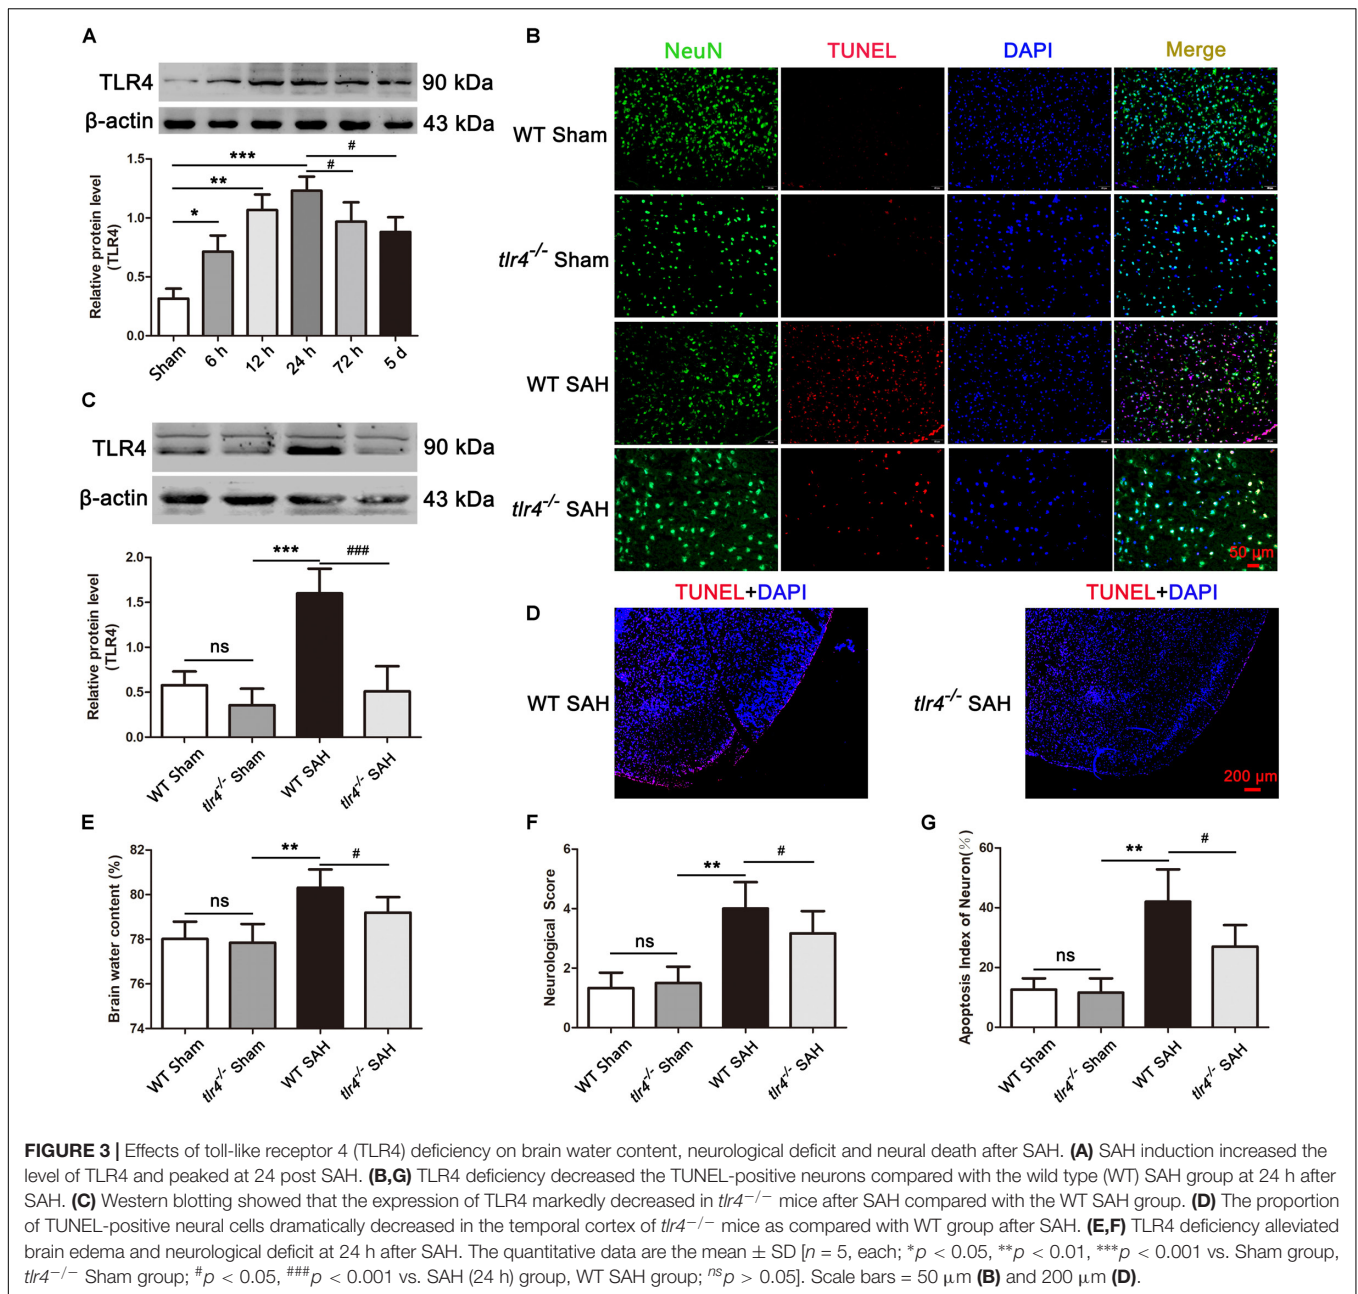 A
TLR4
90 kDa
β-actin
43 kDa
Relative protein level
(TLR4)
1.5
1.0
0.5
0.0
*
**
***
#
#
Sham
6 h
12 h
24 h
72 h
5 d
B
NeuN
TUNEL
DAPI
Merge
WT Sham
tlr4-/- Sham
WT SAH
tlr4-/- SAH
50 μm
C
TLR4
90 kDa
β-actin
43 kDa
Relative protein level
(TLR4)
2.0
1.5
1.0
0.5
0.0
ns
***
###
WT Sham
tlr4-/- Sham
WT SAH
tlr4-/- SAH
D
TUNEL+DAPI
TUNEL+DAPI
WT SAH
tlr4-/- SAH
200 μm
E
Brain water content (%)
82
80
78
76
74
ns
**
#
WT Sham
tlr4-/- Sham
WT SAH
tlr4-/- SAH
F
Neurological Score
6
4
2
0
ns
**
#
WT Sham
tlr4-/- Sham
WT SAH
tlr4-/- SAH
G
Apoptosis Index of Neuron(%)
60
40
20
0
ns
**
#
WT Sham
tlr4-/- Sham
WT SAH
tlr4-/- SAH
FIGURE 3 | Effects of toll-like receptor 4 (TLR4) deficiency on brain water content, neurological deficit and neural death after SAH. (A) SAH induction increased the
level of TLR4 and peaked at 24 post SAH. (B,G) TLR4 deficiency decreased the TUNEL-positive neurons compared with the wild type (WT) SAH group at 24 h after
SAH. (C) Western blotting showed that the expression of TLR4 markedly decreased in tlr4−/− mice after SAH compared with the WT SAH group. (D) The proportion
of TUNEL-positive neural cells dramatically decreased in the temporal cortex of tlr4−/− mice as compared with WT group after SAH. (E,F) TLR4 deficiency alleviated
brain edema and neurological deficit at 24 h after SAH. The quantitative data are the mean ± SD [n = 5, each; *p < 0.05, **p < 0.01, ***p < 0.001 vs. Sham group,
tlr4−/− Sham group; #p < 0.05, ###p < 0.001 vs. SAH (24 h) group, WT SAH group; nsp > 0.05]. Scale bars = 50 μm (B) and 200 μm (D).